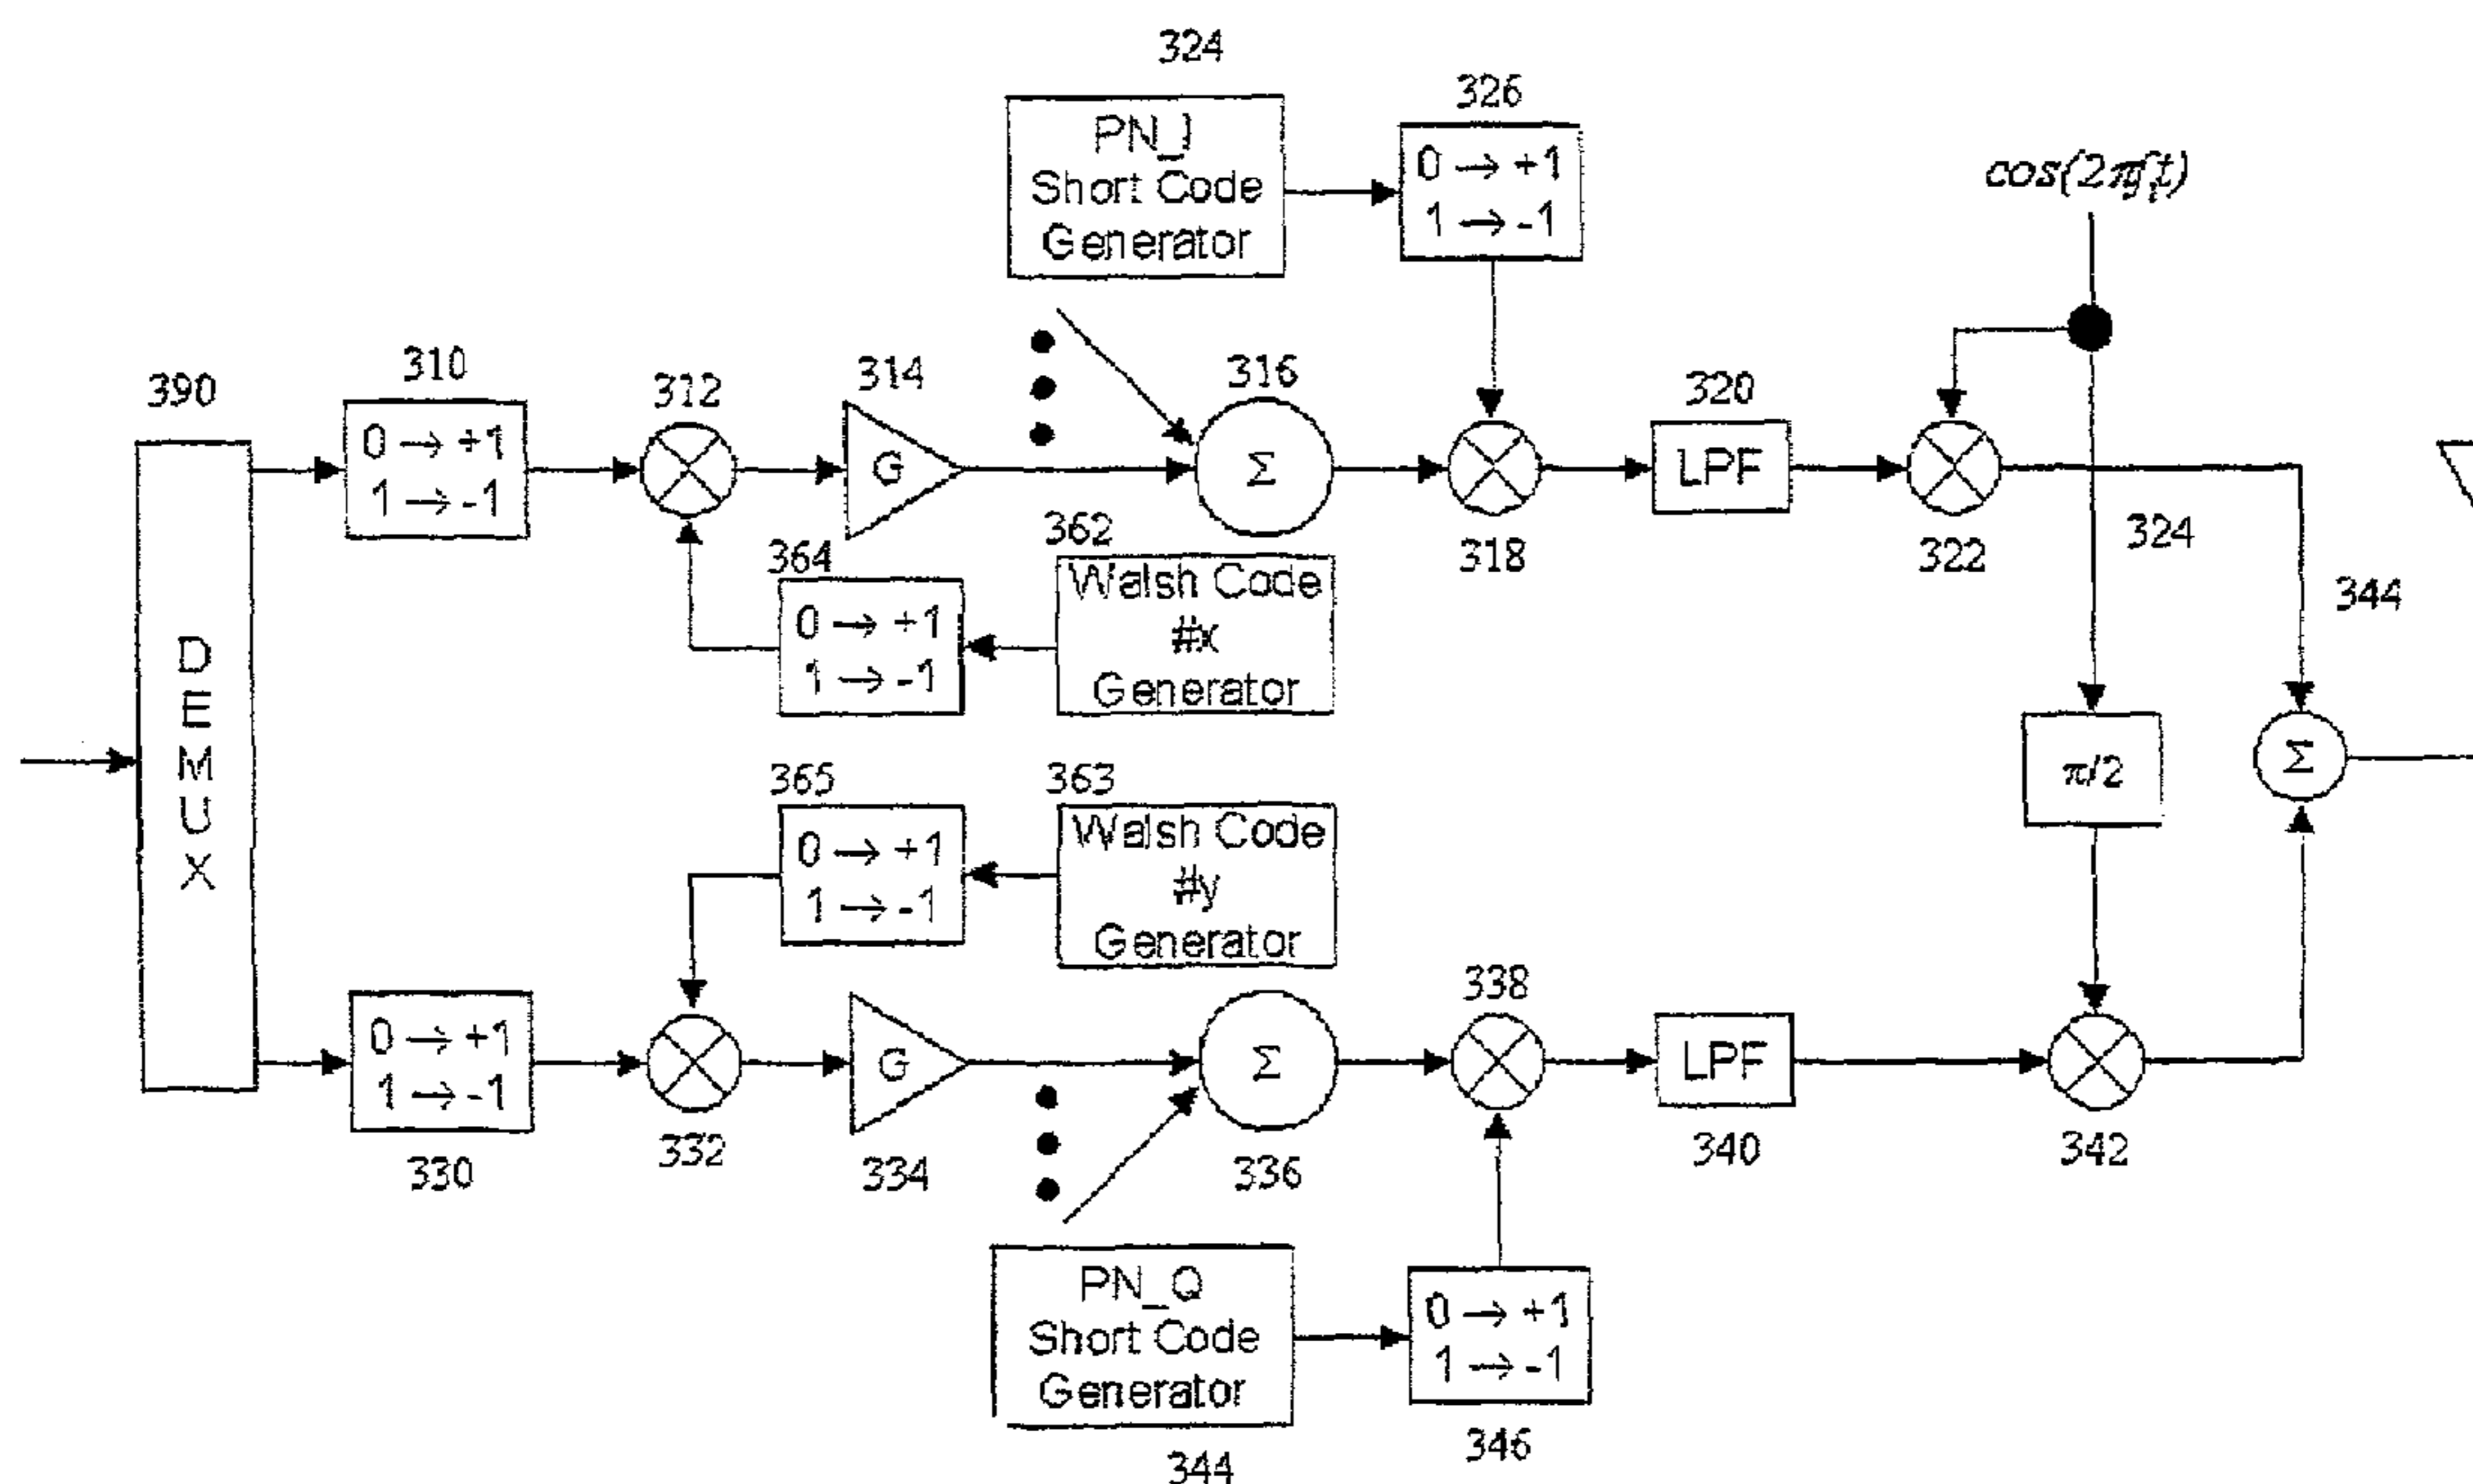 324
PN_I
Short Code
Generator
326
0 → +1
1 → -1
390
D
E
M
U
X
310
0 → +1
1 → -1
312
314
G
316
Σ
318
320
LPF
322
324
344
364
0 → +1
1 → -1
362
Walsh Code
#x
Generator
π/2
Σ
365
0 → +1
1 → -1
363
Walsh Code
#y
Generator
0 → +1
1 → -1
330
332
G
334
Σ
336
338
LPF
340
342
PN_Q
Short Code
Generator
344
0 → +1
1 → -1
346